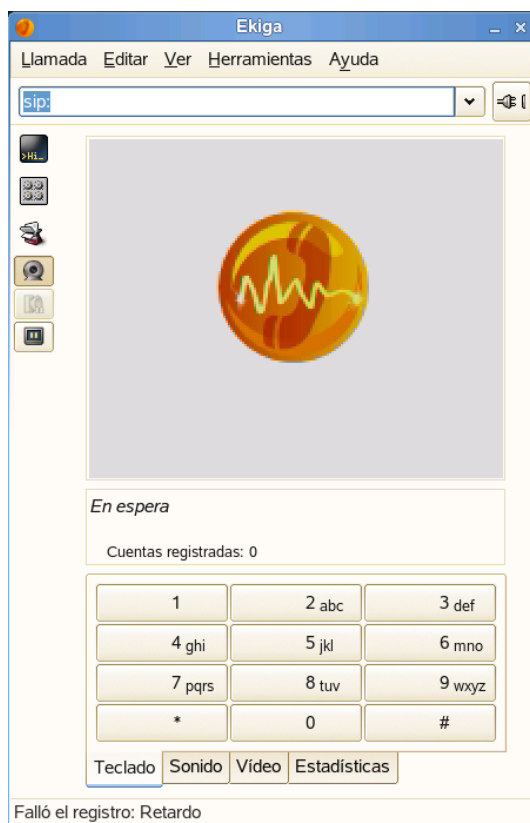 Ekiga
Llamada Editar Ver Herramientas Ayuda
sip:
>Hi_
En espera
Cuentas registradas: 0
1 2 abc 3 def
4 ghi 5 jkl 6 mno
7 pqrs 8 tuv 9 wxyz
* 0 #
Teclado Sonido Vídeo Estadísticas
Falló el registro: Retardo